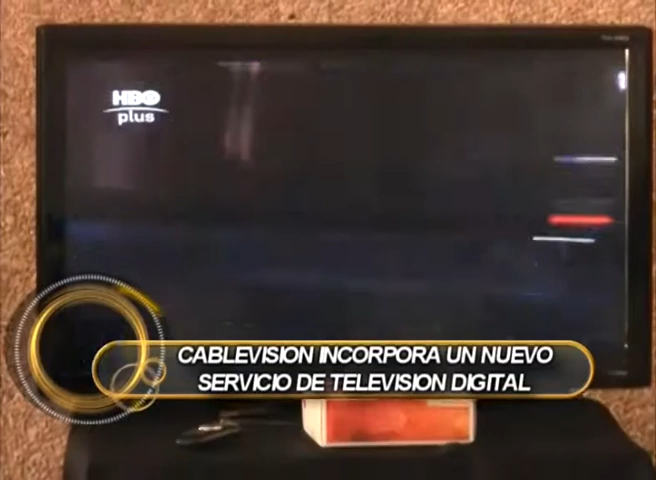 HBO
plus
CABLEVISION INCORPORA UN NUEVO
SERVICIO DE TELEVISION DIGITAL